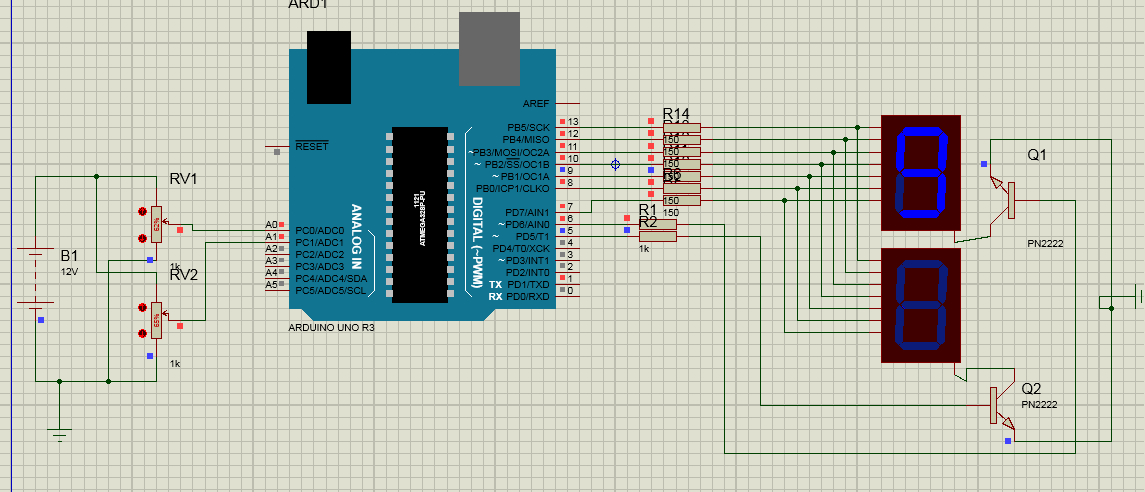 ARD1
AREF
RESET
PB5/SCK
13
PB4/MISO
12
~PB3/MOSI/OC2A
11
~ PB2/SS/OC1B
10
~ PB1/OC1A
9
PB0/ICP1/CLKO
8
PD7/AIN1
7
~ PD6/AIN0
6
~ PD5/T1
5
PD4/T0/XCK
4
~ PD3/INT1
3
PD2/INT0
2
TX PD1/TXD
1
RX PD0/RXD
0
A0
PC0/ADC0
A1
PC1/ADC1
A2
PC2/ADC2
A3
PC3/ADC3
A4
PC4/ADC4/SDA
A5
PC5/ADC5/SCL
ANALOG IN
DIGITAL (~PWM)
1121
ATMEGA328P-PU
ARDUINO UNO R3
RV1
62%
1k
RV2
65%
1k
B1
12V
R14
150
150
150
150
150
150
R1
R2
1k
Q1
PN2222
Q2
PN2222